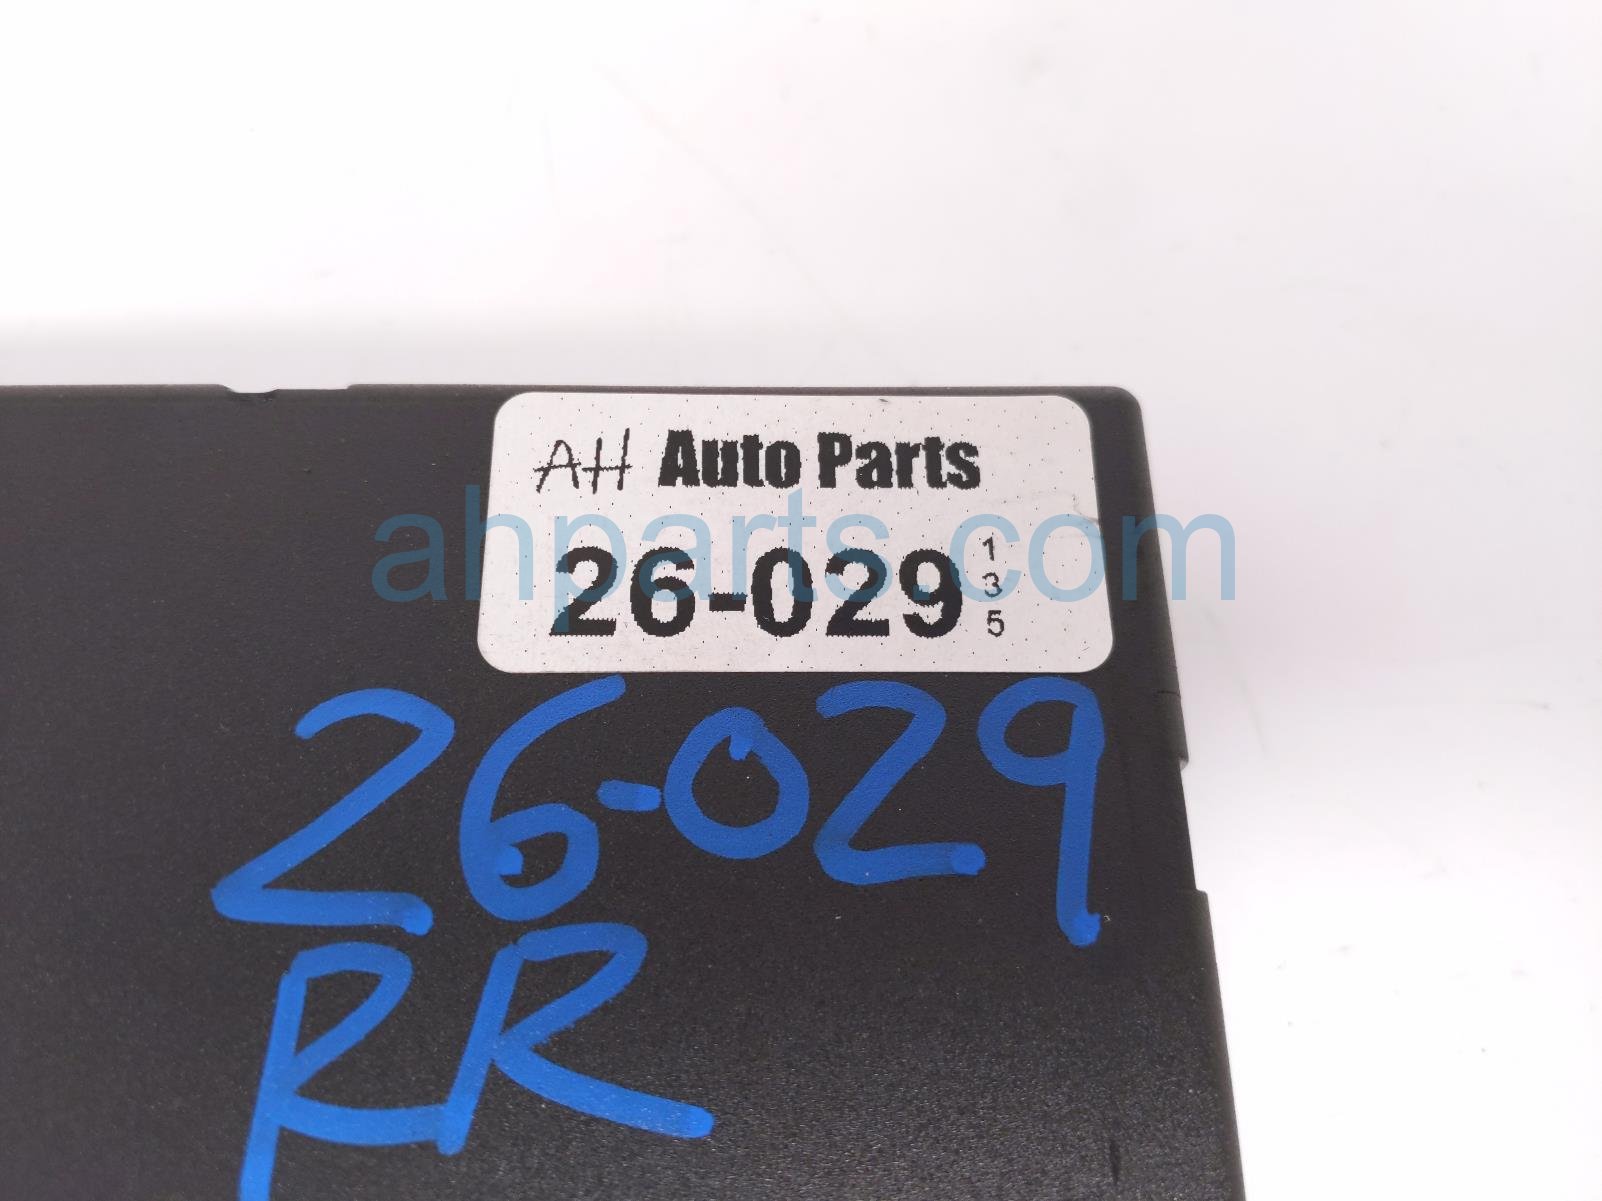 AH Auto Parts
ahparts.com
26-029 1 3 5
26-029
RR